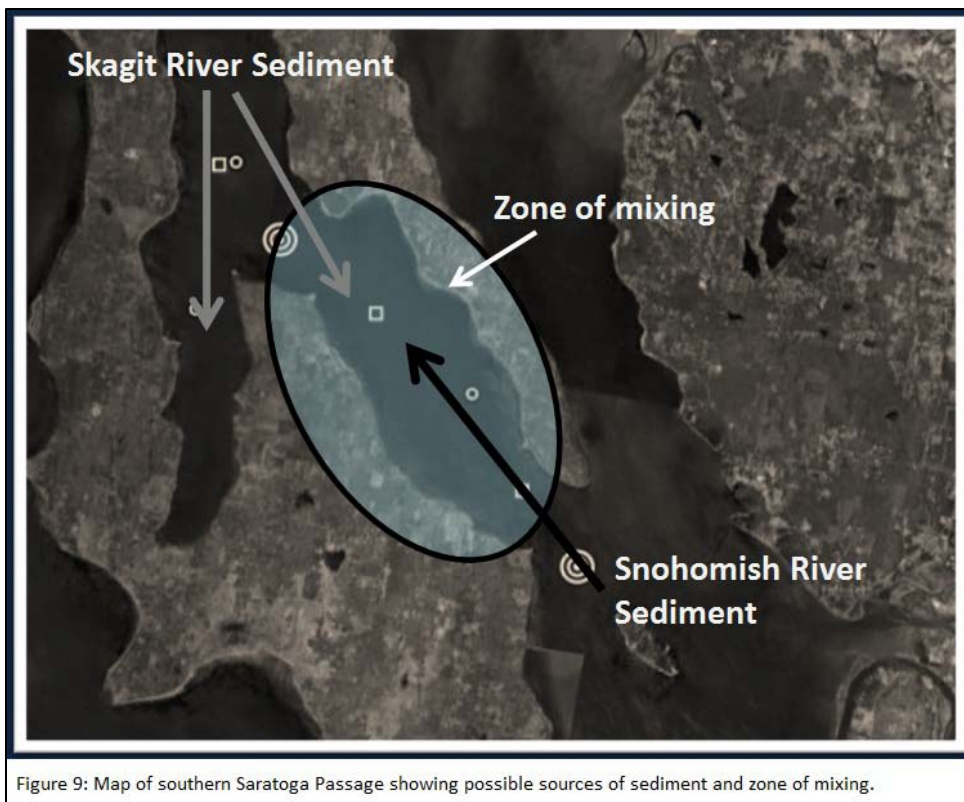 Skagit River Sediment
Zone of mixing
Snohomish River
Sediment
Figure 9: Map of southern Saratoga Passage showing possible sources of sediment and zone of mixing.